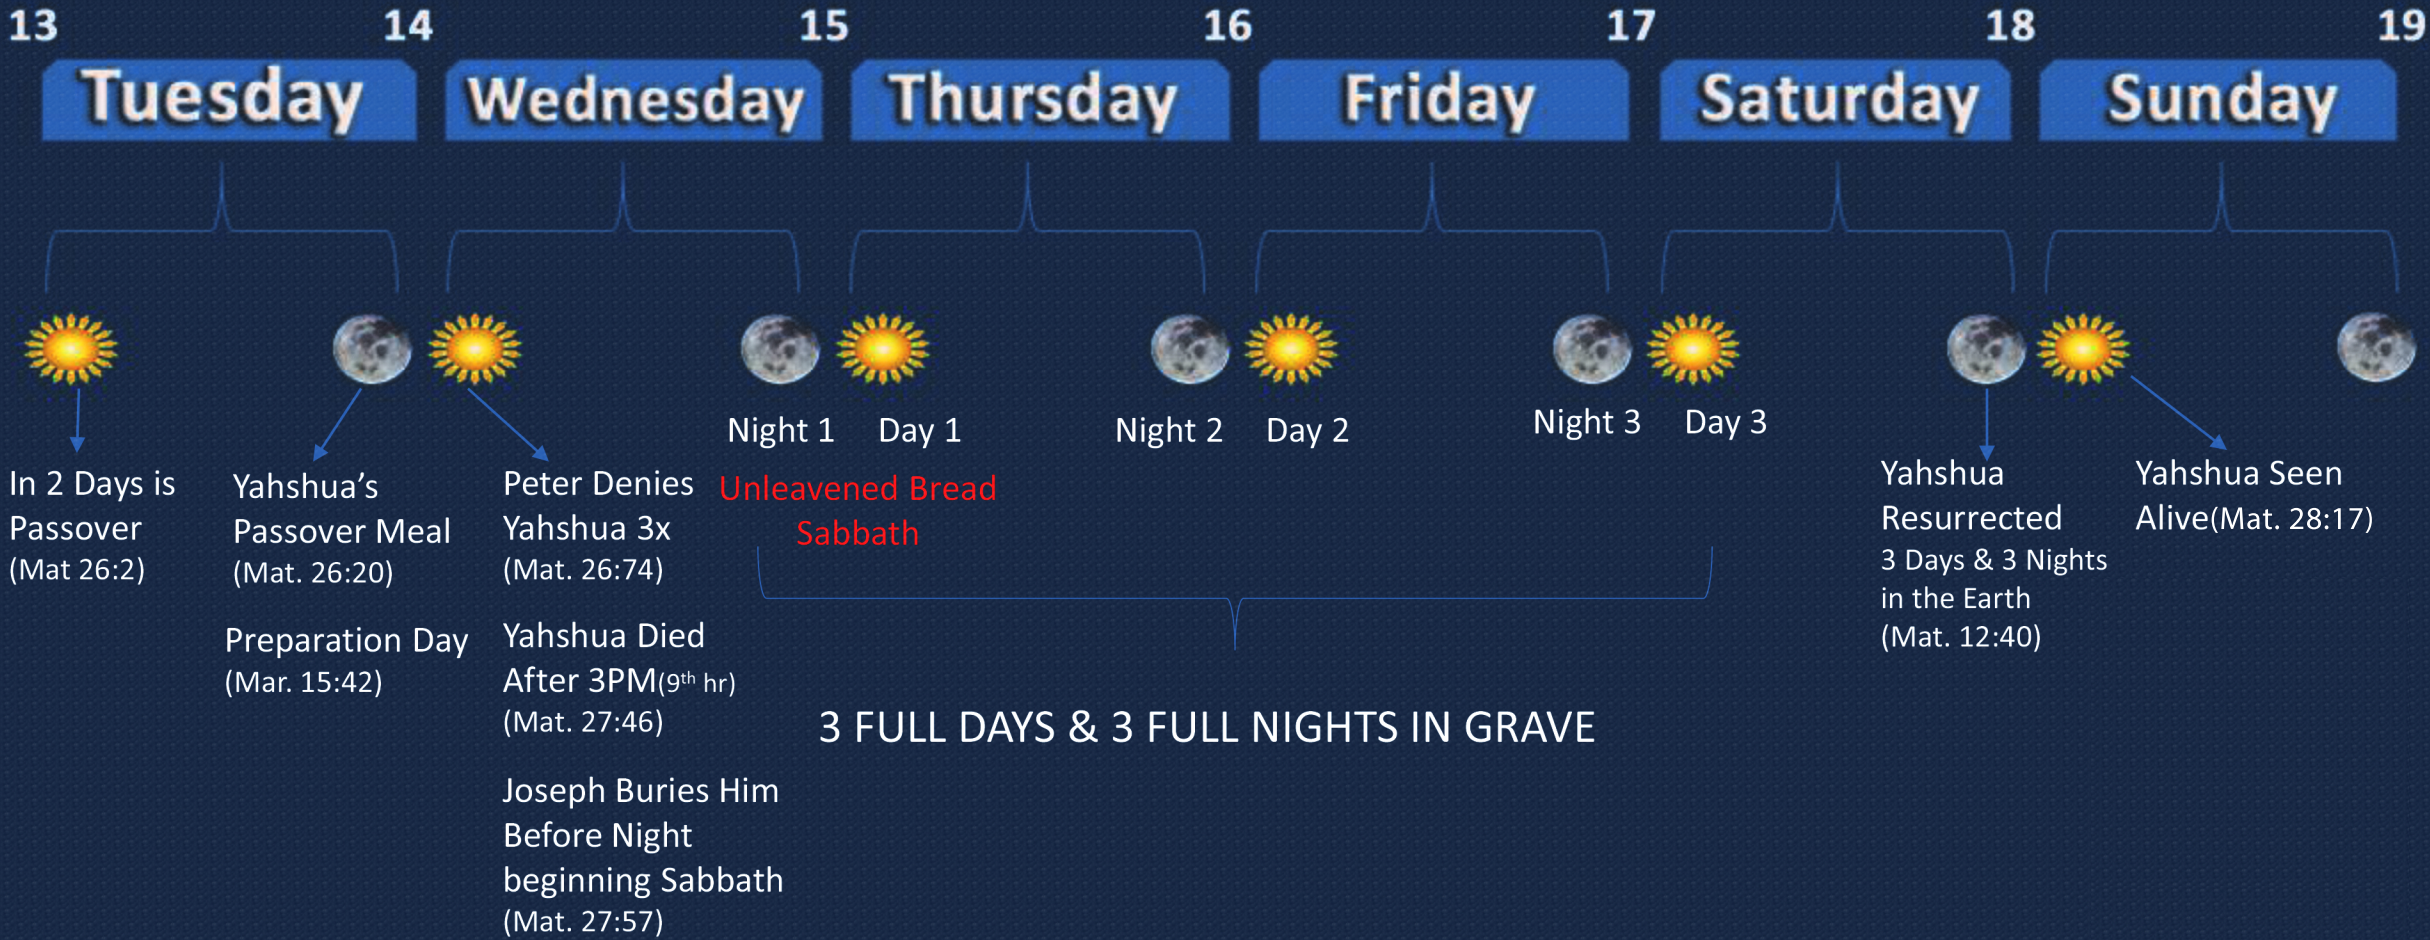 13 14 15 16 17 18 19
Tuesday Wednesday Thursday Friday Saturday Sunday
Night 1 Day 1 Night 2 Day 2 Night 3 Day 3
In 2 Days is
Passover
(Mat 26:2)
Yahshua’s
Passover Meal
(Mat. 26:20)
Preparation Day
(Mar. 15:42)
Peter Denies
Yahshua 3x
(Mat. 26:74)
Yahshua Died
After 3PM(9th hr)
(Mat. 27:46)
Joseph Buries Him
Before Night
beginning Sabbath
(Mat. 27:57)
Unleavened Bread
Sabbath
3 FULL DAYS & 3 FULL NIGHTS IN GRAVE
Yahshua
Resurrected
3 Days & 3 Nights
in the Earth
(Mat. 12:40)
Yahshua Seen
Alive(Mat. 28:17)